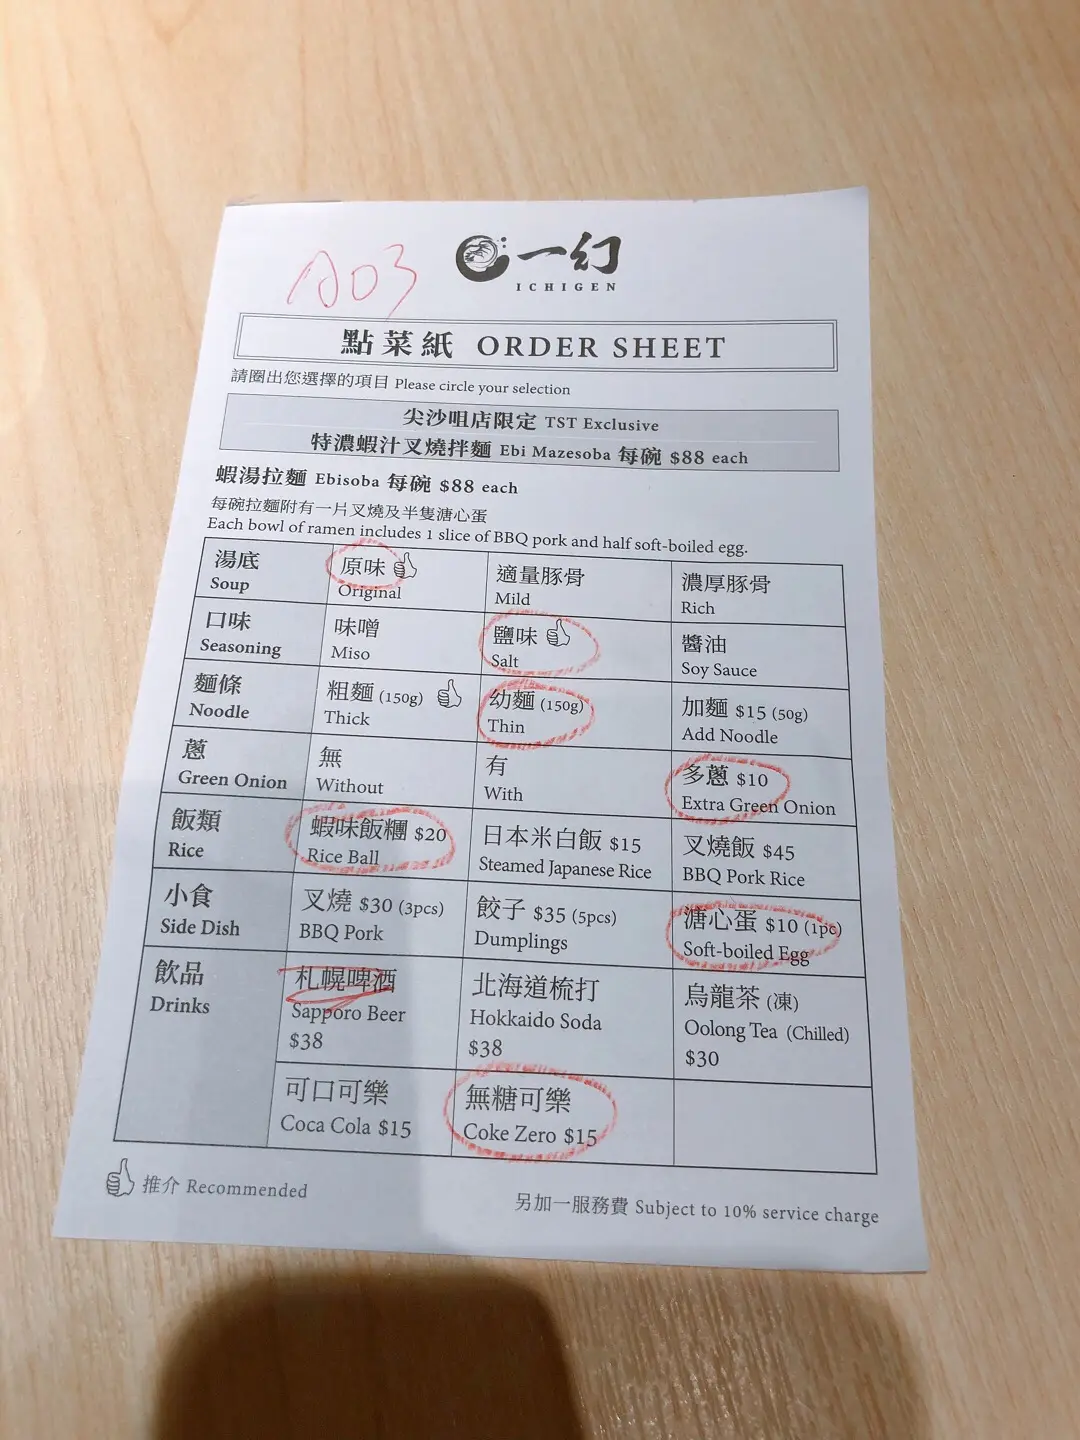 A03
一幻
ICHIGEN
點菜紙 ORDER SHEET
請圈出您選擇的項目 Please circle your selection
尖沙咀店限定 TST Exclusive
特濃蝦汁叉燒拌麵 Ebi Mazesoba 每碗 $88 each
蝦湯拉麵 Ebisoba 每碗 $88 each
每碗拉麵附有一片叉燒及半隻溏心蛋
Each bowl of ramen includes 1 slice of BBQ pork and half soft-boiled egg.
湯底 原味 適量豚骨 濃厚豚骨
Soup Original Mild Rich
口味 味噌 鹽味 醬油
Seasoning Miso Salt Soy Sauce
麵條 粗麵 (150g) 幼麵 (150g) 加麵 $15 (50g)
Noodle Thick Thin Add Noodle
蔥 無 有 多蔥 $10
Green Onion Without With Extra Green Onion
飯類 蝦味飯糰 $20 日本米白飯 $15 叉燒飯 $45
Rice Rice Ball Steamed Japanese Rice BBQ Pork Rice
小食 叉燒 $30 (3pcs) 餃子 $35 (5pcs) 溏心蛋 $10 (1pc)
Side Dish BBQ Pork Dumplings Soft-boiled Egg
飲品 札幌啤酒 北海道梳打 烏龍茶 (凍)
Drinks Sapporo Beer Hokkaido Soda Oolong Tea (Chilled)
$38 $38 $30
可口可樂 無糖可樂
Coca Cola $15 Coke Zero $15
推介 Recommended
另加一服務費 Subject to 10% service charge